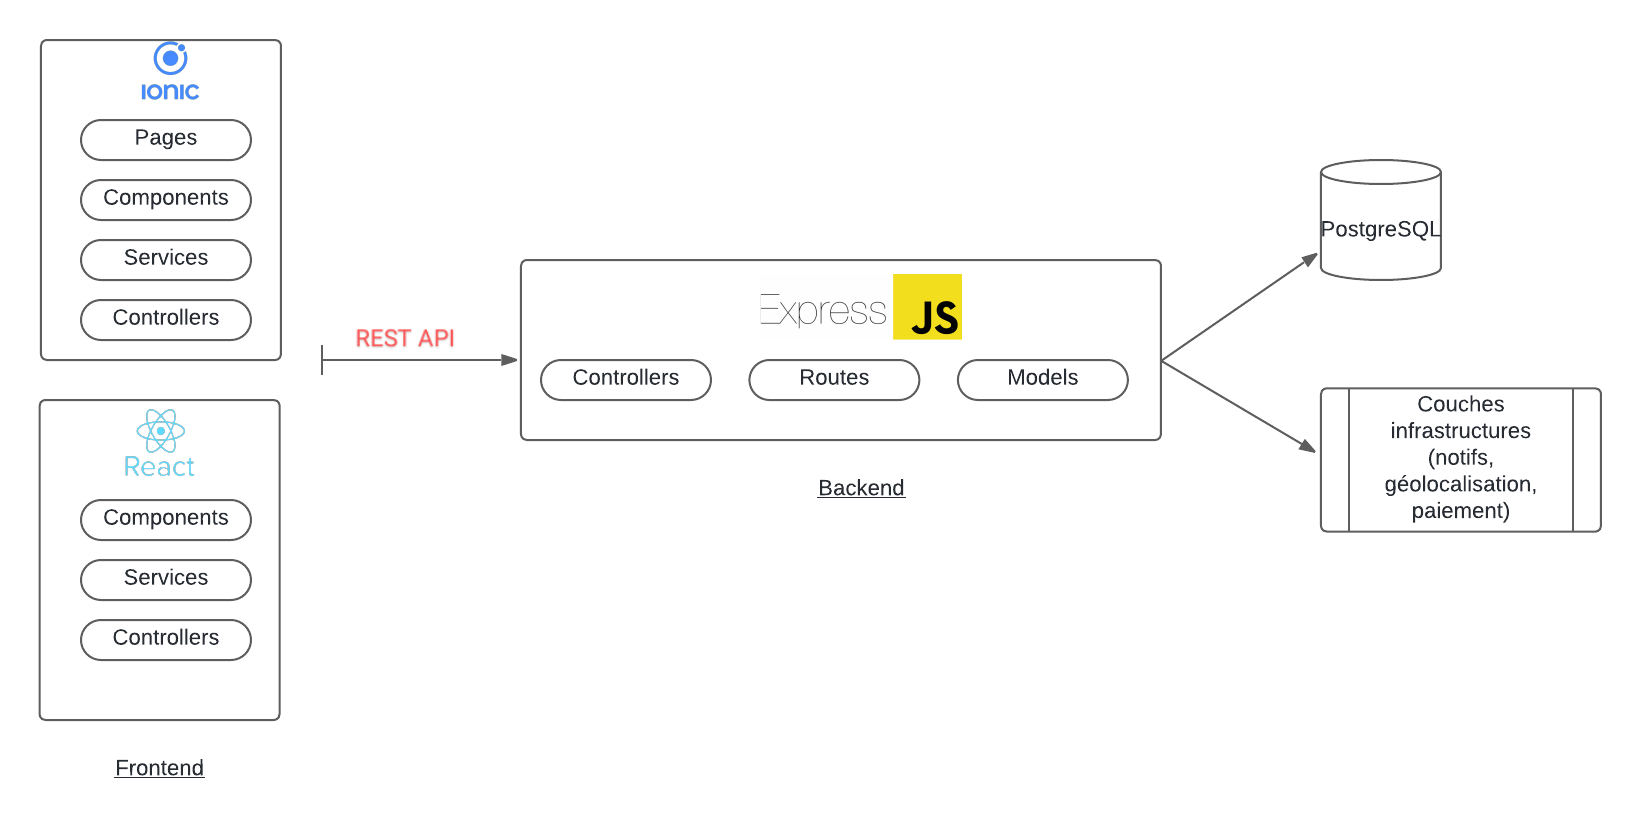 IONIC
Pages
Components
Services
Controllers
React
Components
Services
Controllers
Frontend
REST API
Express JS
Controllers
Routes
Models
Backend
PostgreSQL
Couches
infrastructures
(notifs,
géolocalisation,
paiement)